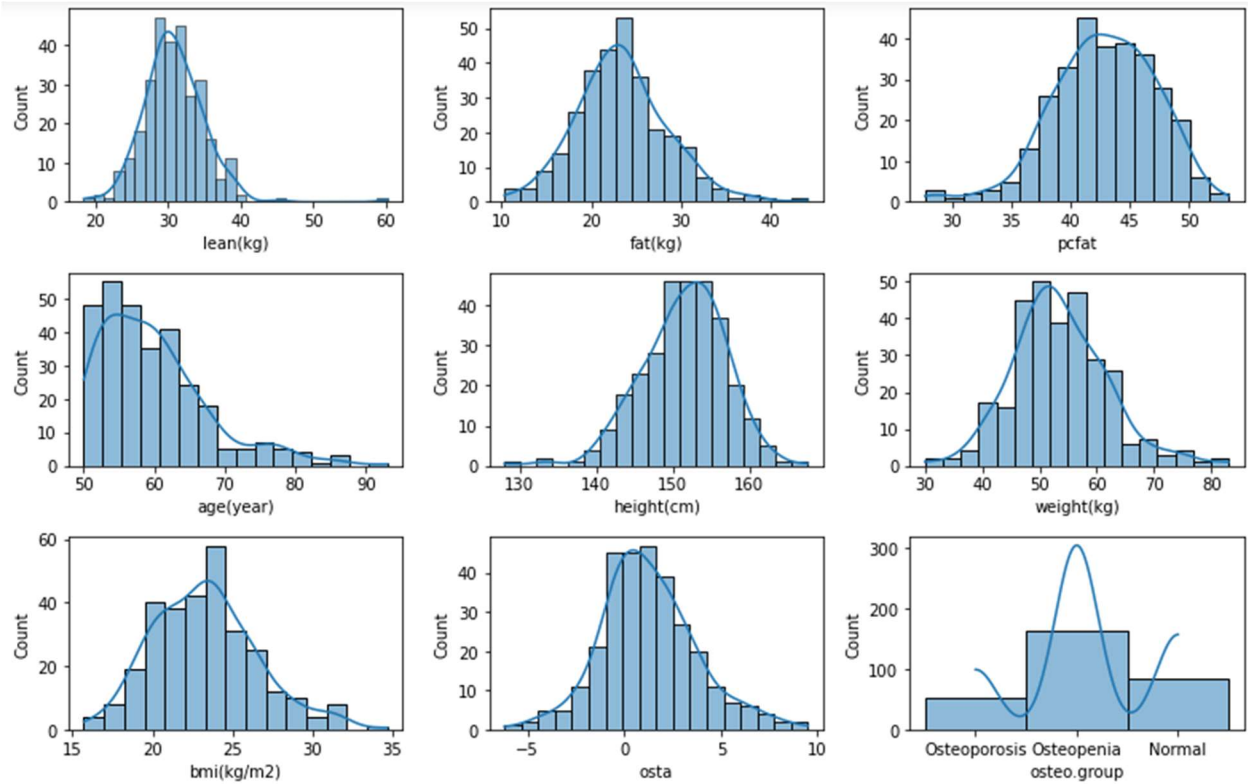 Count
40
30
20
10
0
20 30 40 50 60
lean(kg)
Count
50
40
30
20
10
0
10 20 30 40
fat(kg)
Count
40
30
20
10
0
30 35 40 45 50
pcfat
Count
50
40
30
20
10
0
50 60 70 80 90
age(year)
Count
40
30
20
10
0
130 140 150 160
height(cm)
Count
50
40
30
20
10
0
30 40 50 60 70 80
weight(kg)
Count
60
40
20
0
15 20 25 30 35
bmi(kg/m2)
Count
40
30
20
10
0
−5 0 5 10
osta
Count
300
200
100
0
Osteoporosis Osteopenia Normal
osteo.group